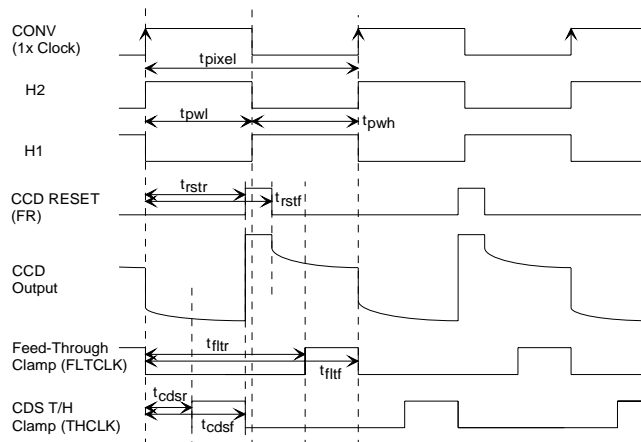 CONV
(1x Clock)
tpixel
H2
tpwl
tpwh
H1
CCD RESET
(FR)
trstr
trstf
CCD
Output
Feed-Through
Clamp (FLTCLK)
tfltr
tfltf
CDS T/H
Clamp (THCLK)
tcdsr
tcdsf